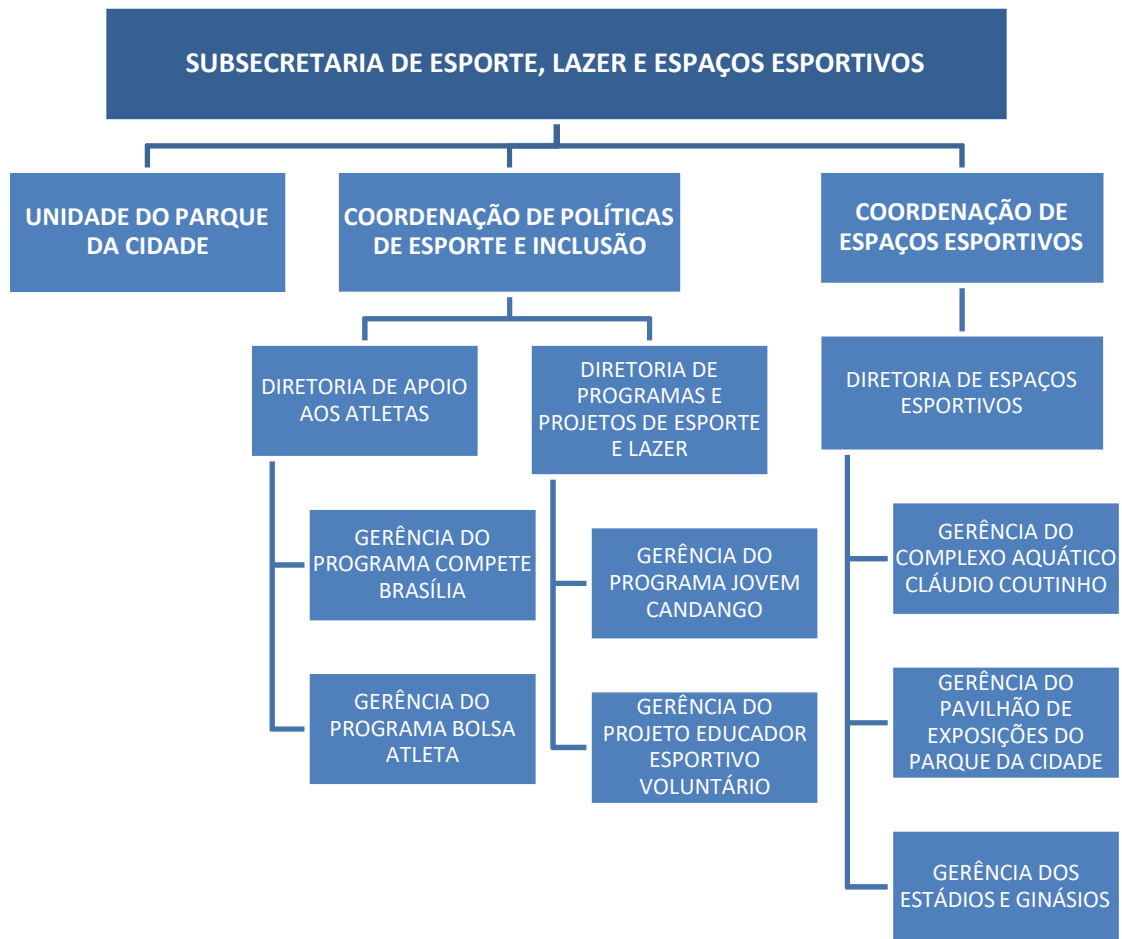 SUBSECRETARIA DE ESPORTE, LAZER E ESPAÇOS ESPORTIVOS
UNIDADE DO PARQUE
DA CIDADE
COORDENAÇÃO DE POLÍTICAS
DE ESPORTE E INCLUSÃO
COORDENAÇÃO DE
ESPAÇOS ESPORTIVOS
DIRETORIA DE APOIO
AOS ATLETAS
DIRETORIA DE
PROGRAMAS E
PROJETOS DE ESPORTE
E LAZER
DIRETORIA DE ESPAÇOS
ESPORTIVOS
GERÊNCIA DO
PROGRAMA COMPETE
BRASÍLIA
GERÊNCIA DO
PROGRAMA JOVEM
CANDANGO
GERÊNCIA DO
COMPLEXO AQUÁTICO
CLÁUDIO COUTINHO
GERÊNCIA DO
PROGRAMA BOLSA
ATLETA
GERÊNCIA DO
PROJETO EDUCADOR
ESPORTIVO
VOLUNTÁRIO
GERÊNCIA DO
PAVILHÃO DE
EXPOSIÇÕES DO
PARQUE DA CIDADE
GERÊNCIA DOS
ESTÁDIOS E GINÁSIOS